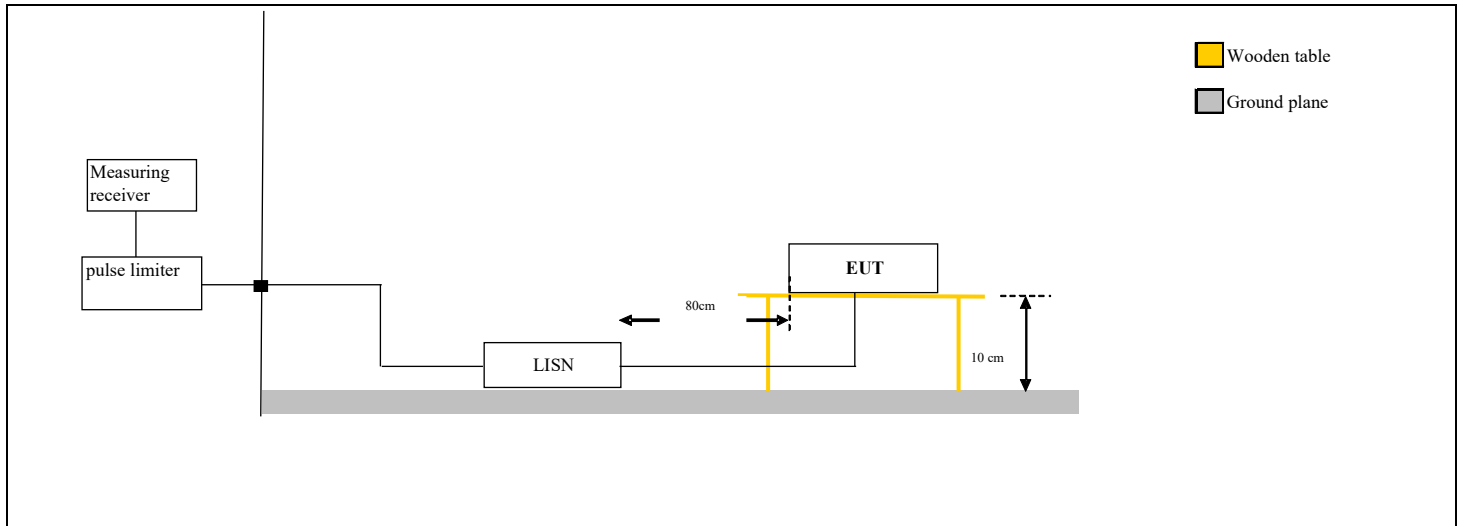 Wooden table
Ground plane
Measuring
receiver
pulse limiter
EUT
80cm
10 cm
LISN